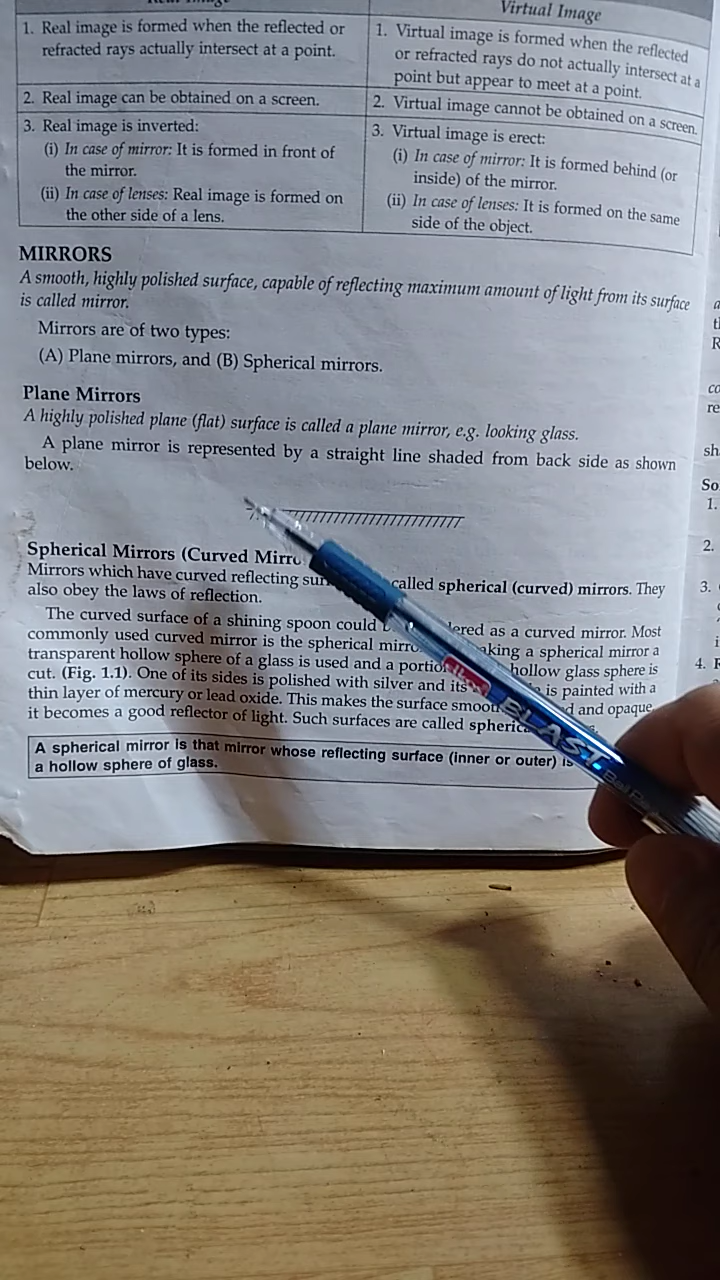 Virtual Image
1. Real image is formed when the reflected or
refracted rays actually intersect at a point.
1. Virtual image is formed when the reflected
or refracted rays do not actually intersect at a
point but appear to meet at a point.
2. Real image can be obtained on a screen.
2. Virtual image cannot be obtained on a screen.
3. Real image is inverted:
(i) In case of mirror: It is formed in front of
the mirror.
(ii) In case of lenses: Real image is formed on
the other side of a lens.
3. Virtual image is erect:
(i) In case of mirror: It is formed behind (or
inside) of the mirror.
(ii) In case of lenses: It is formed on the same
side of the object.
MIRRORS
A smooth, highly polished surface, capable of reflecting maximum amount of light from its surface
is called mirror.
Mirrors are of two types:
(A) Plane mirrors, and (B) Spherical mirrors.
Plane Mirrors
A highly polished plane (flat) surface is called a plane mirror, e.g. looking glass.
A plane mirror is represented by a straight line shaded from back side as shown
below.
Spherical Mirrors (Curved
Mirrors which have curved reflecting called spherical (curved) mirrors. They
also obey the laws of reflection.
The curved surface of a shining spoon could as a curved mirror. Most
commonly used curved mirror is the spherical a spherical mirror a
transparent hollow sphere of a glass is used and a hollow glass sphere is
cut. (Fig. 1.1). One of its sides is polished with silver and its is painted with a
thin layer of mercury or lead oxide. This makes the surface and opaque,
it becomes a good reflector of light. Such surfaces are called
A spherical mirror is that mirror whose reflecting surface (inner or outer)
a hollow sphere of glass.
cello
BLAST
Ball
So
1.
2.
3.
4.